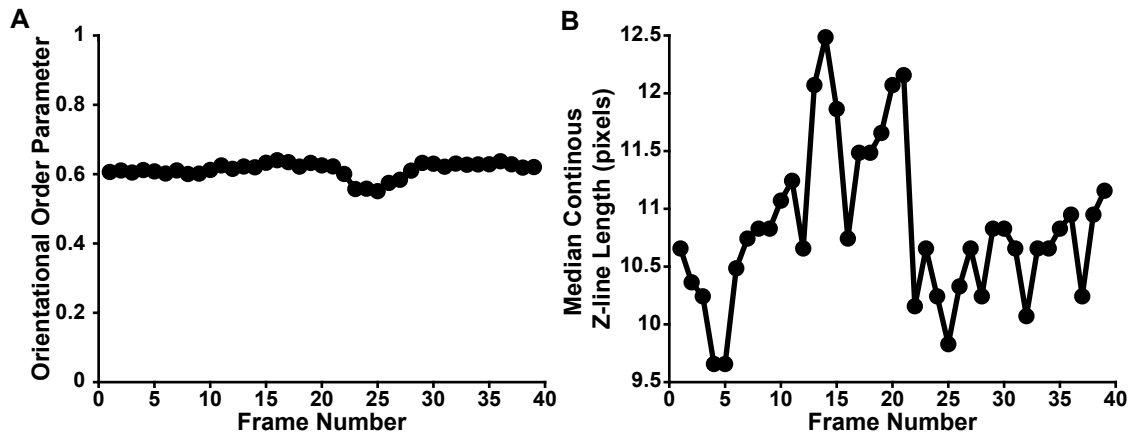 A
Orientational Order Parameter
1
0.8
0.6
0.4
0.2
0
0 5 10 15 20 25 30 35 40
Frame Number
B
Median Continous
Z-line Length (pixels)
12.5
12
11.5
11
10.5
10
9.5
0 5 10 15 20 25 30 35 40
Frame Number